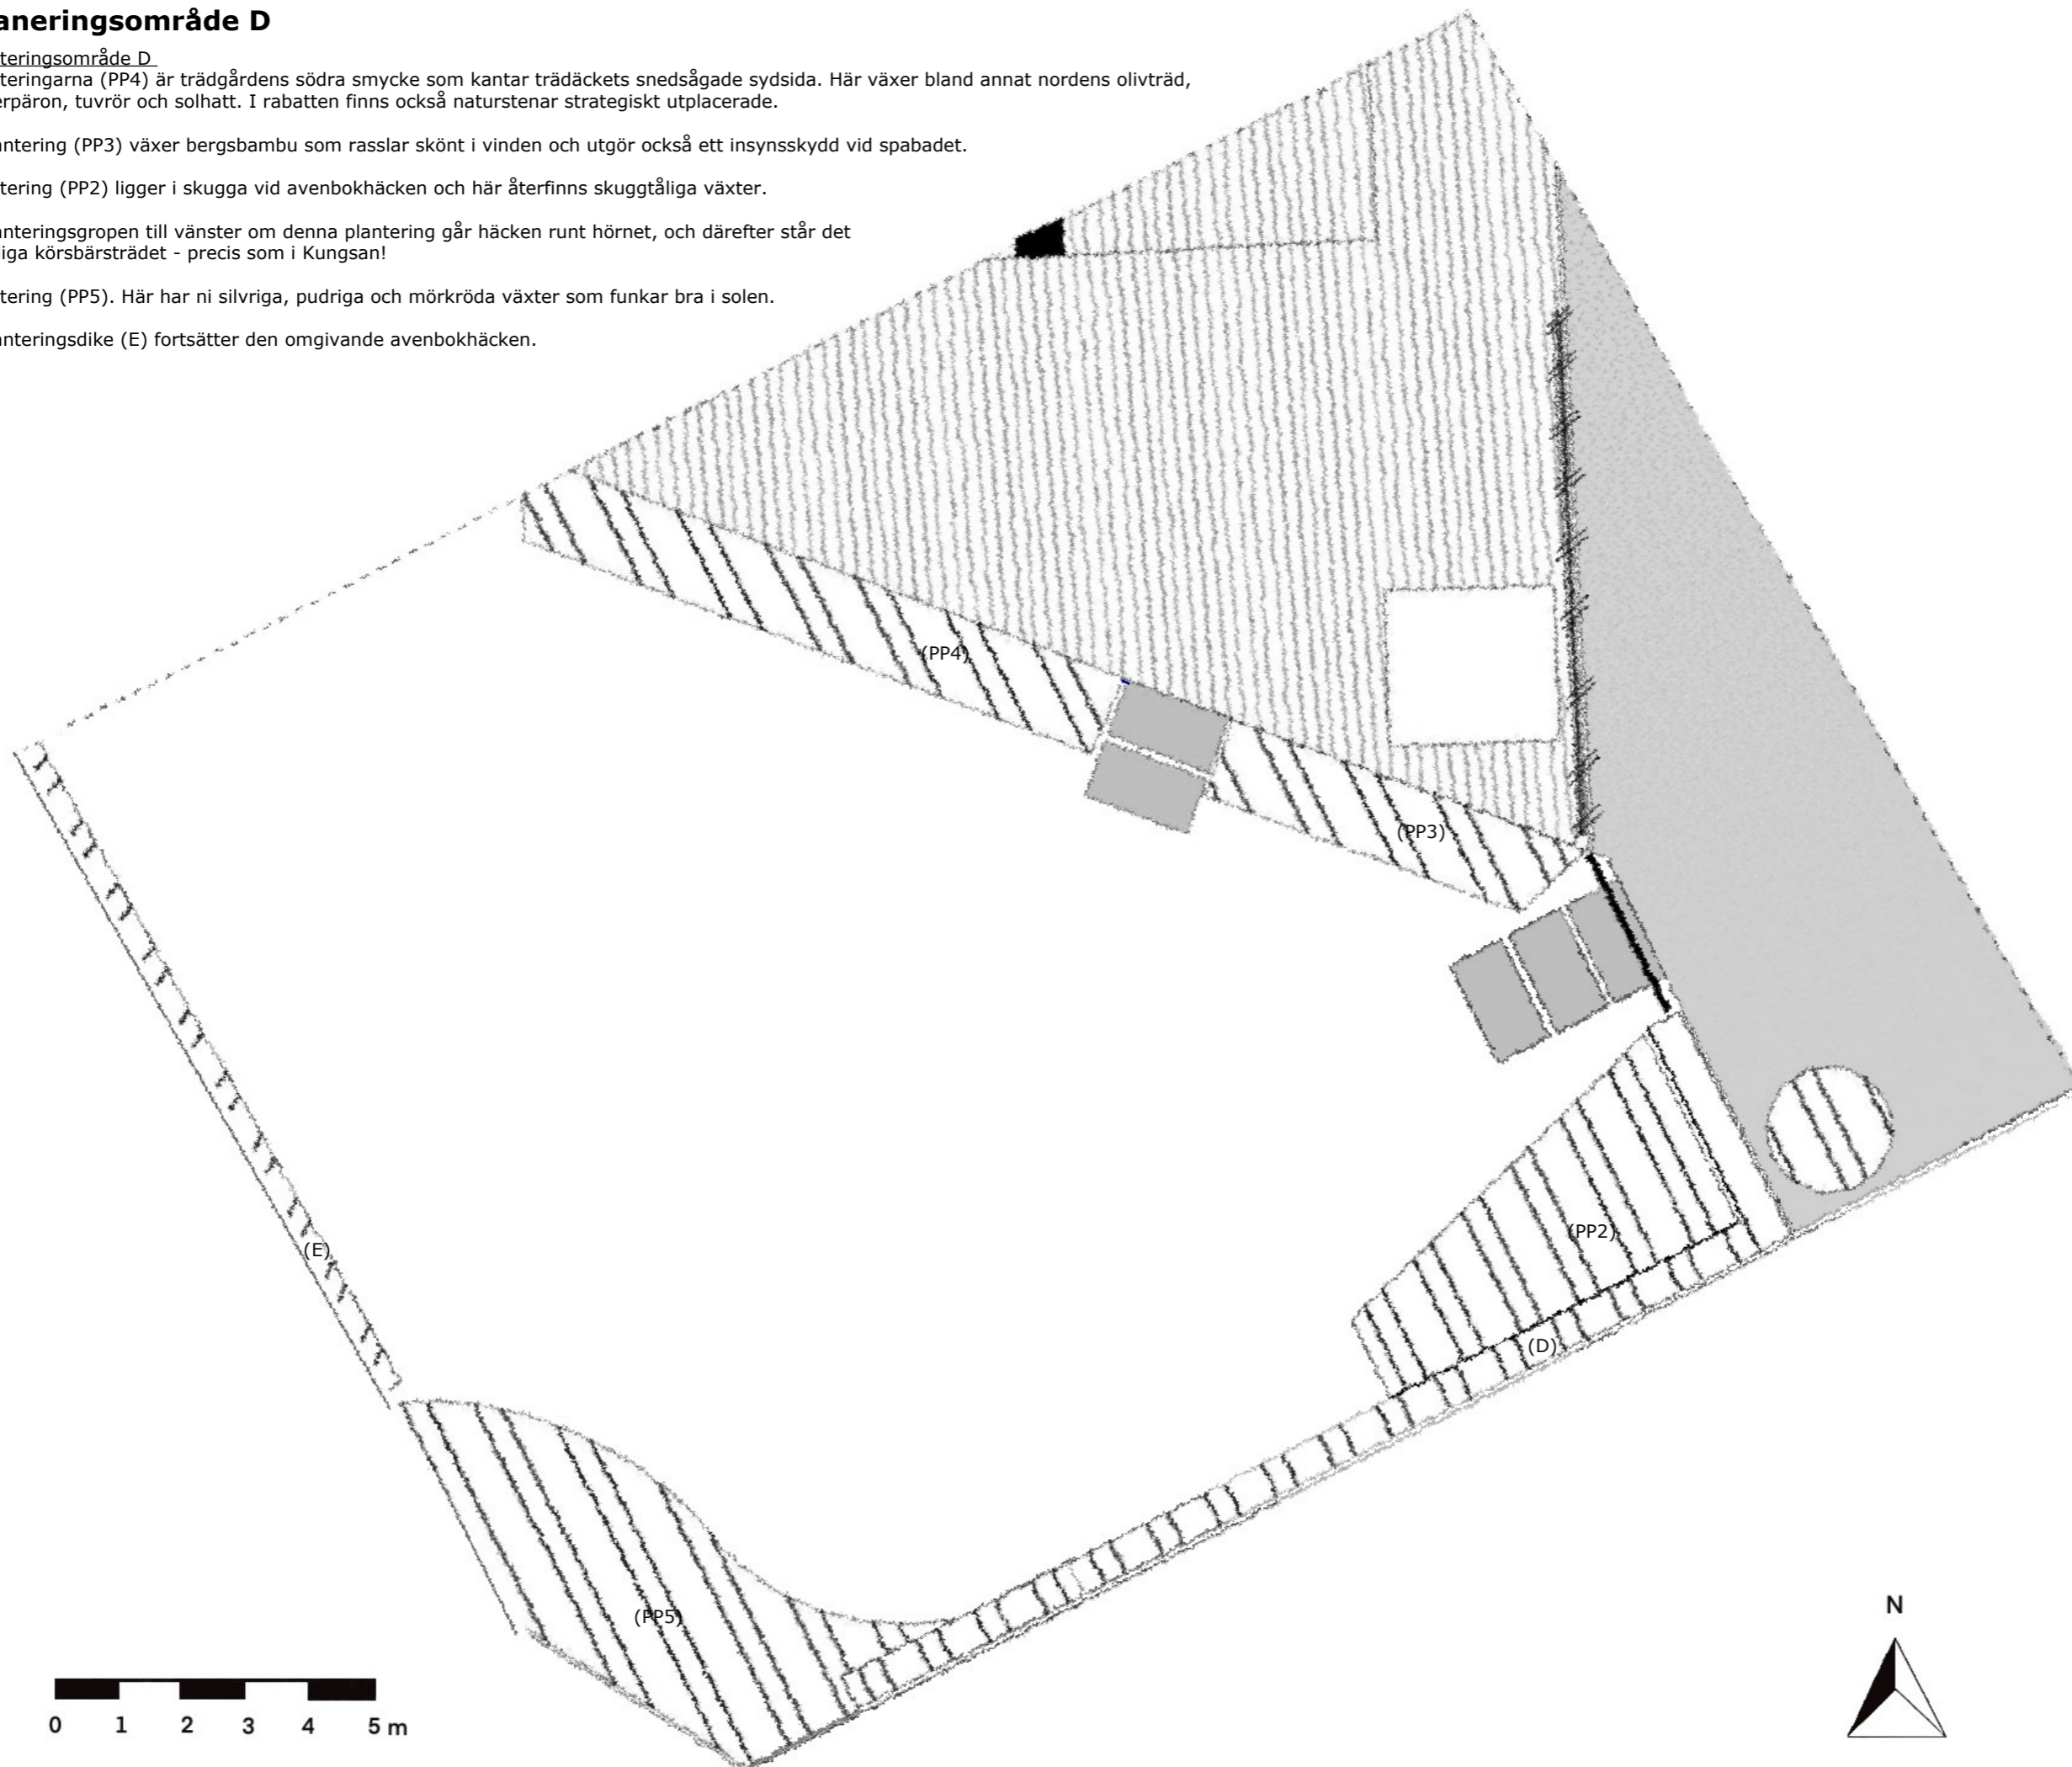 aneringsområde D
teringsområde D
teringarna (PP4) är trädgårdens södra smycke som kantar trädäckets snedsågade sydsida. Här växer bland annat nordens olivträd,
erpäron, tuvrör och solhatt. I rabatten finns också naturstenar strategiskt utplacerade.
antering (PP3) växer bergsbambu som rasslar skönt i vinden och utgör också ett insynsskydd vid spabadet.
tering (PP2) ligger i skugga vid avenbokhäcken och här återfinns skuggtåliga växter.
anteringsgropen till vänster om denna plantering går häcken runt hörnet, och därefter står det
liga körsbärsträdet - precis som i Kungsan!
tering (PP5). Här har ni silvriga, pudriga och mörkröda växter som funkar bra i solen.
anteringsdike (E) fortsätter den omgivande avenbokhäcken.
(PP4)
(PP3)
(PP2)
(E)
(D)
(PP5)
N
0 1 2 3 4 5 m